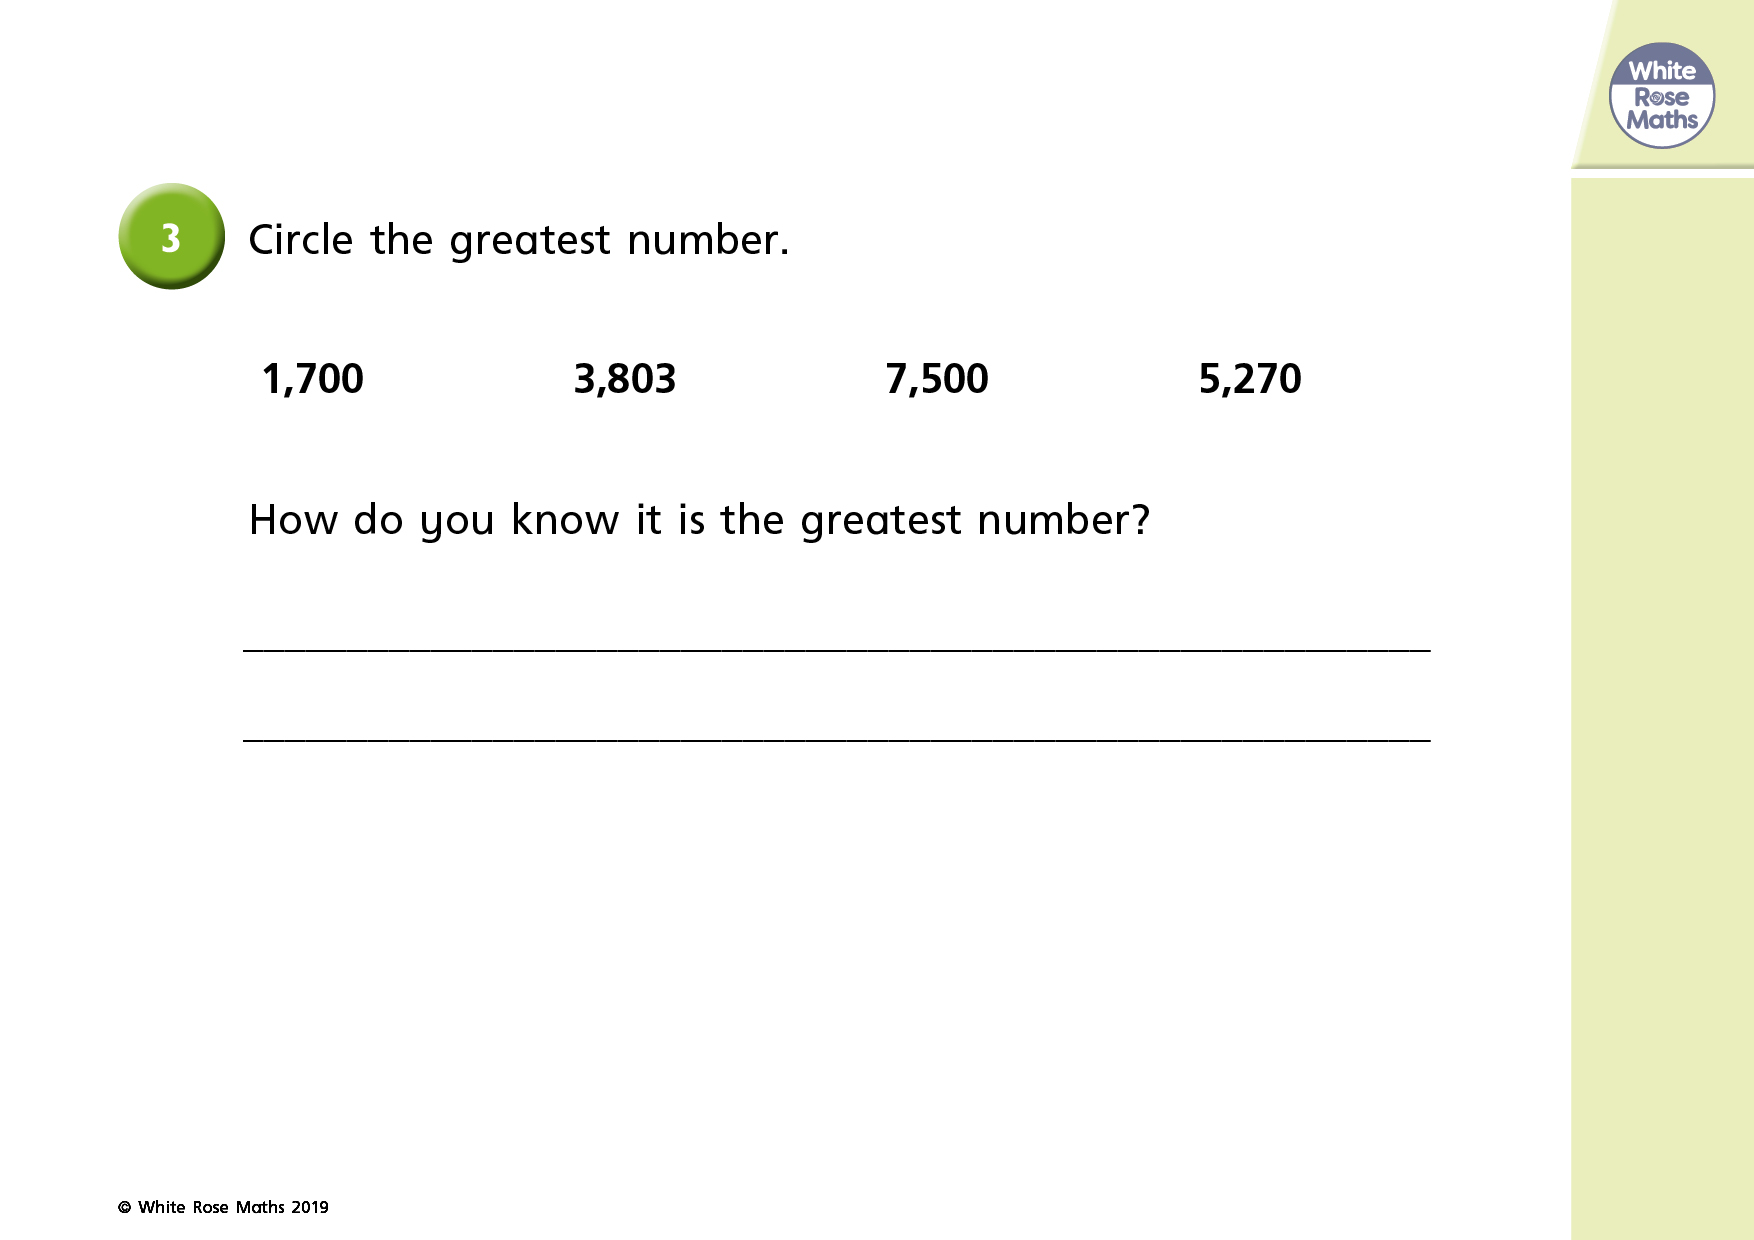 White
Rose
Maths
3 Circle the greatest number.
1,700 3,803 7,500 5,270
How do you know it is the greatest number?
© White Rose Maths 2019